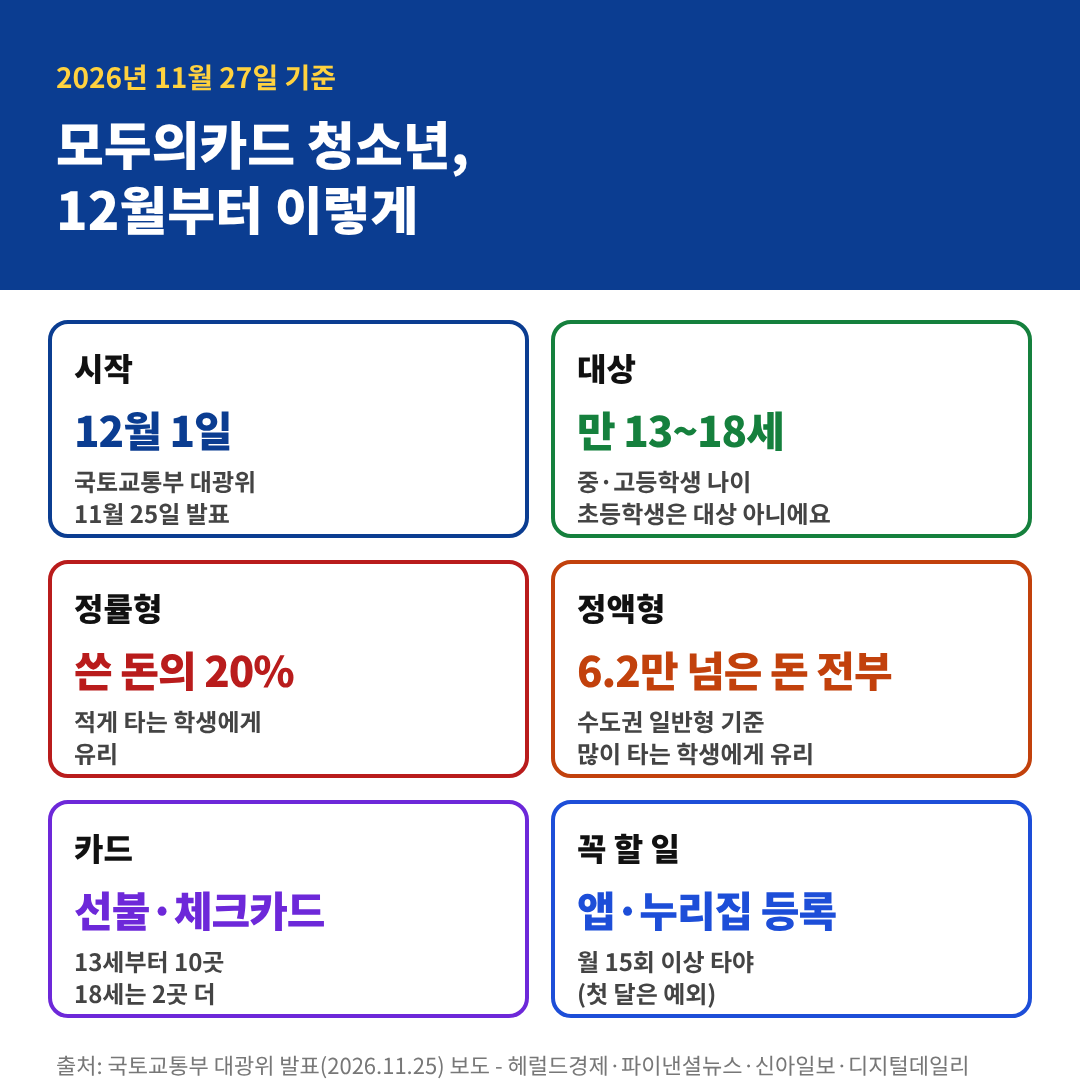 2026년 11월 27일 기준
모두의카드 청소년,
12월부터 이렇게
시작
12월 1일
국토교통부 대광위
11월 25일 발표
대상
만 13~18세
중·고등학생 나이
초등학생은 대상 아니에요
정률형
쓴 돈의 20%
적게 타는 학생에게
유리
정액형
6.2만 넘은 돈 전부
수도권 일반형 기준
많이 타는 학생에게 유리
카드
선불·체크카드
13세부터 10곳
18세는 2곳 더
꼭 할 일
앱·누리집 등록
월 15회 이상 타야
(첫 달은 예외)
출처: 국토교통부 대광위 발표(2026.11.25) 보도 - 헤럴드경제·파이낸셜뉴스·신아일보·디지털데일리